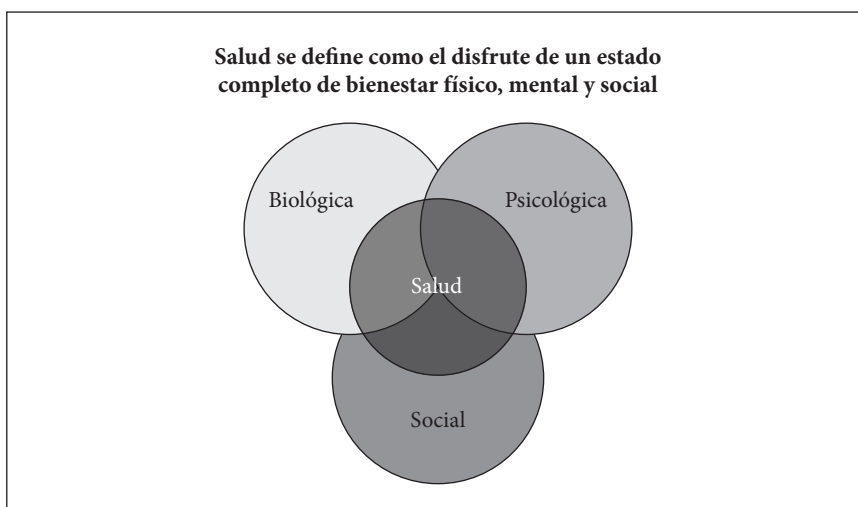 Salud se define como el disfrute de un estado
completo de bienestar físico, mental y social
Biológica
Psicológica
Salud
Social